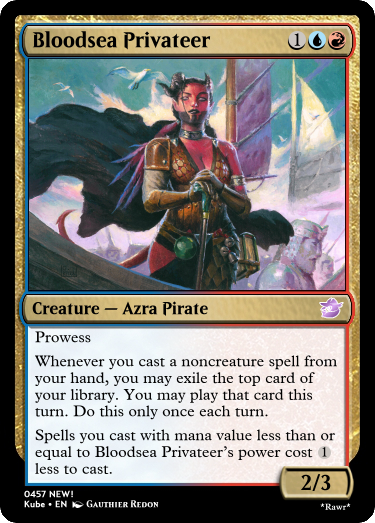 Bloodsea Privateer 1
Creature — Azra Pirate
Prowess
Whenever you cast a noncreature spell from
your hand, you may exile the top card of
your library. You may play that card this
turn. Do this only once each turn.
Spells you cast with mana value less than or
equal to Bloodsea Privateer's power cost 1
less to cast.
2/3
0457 NEW!
Kube • EN Gauthier Redon
*Rawr*